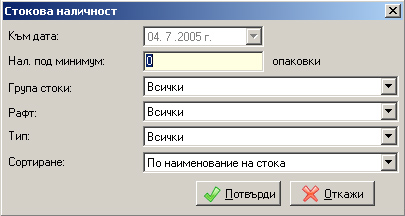 Стокова наличност
Към дата: 04. 7 .2005 г.
Нал. под минимум: 0 опаковки
Група стоки: Всички
Рафт: Всички
Тип: Всички
Сортиране: По наименование на стока
Потвърди Откажи